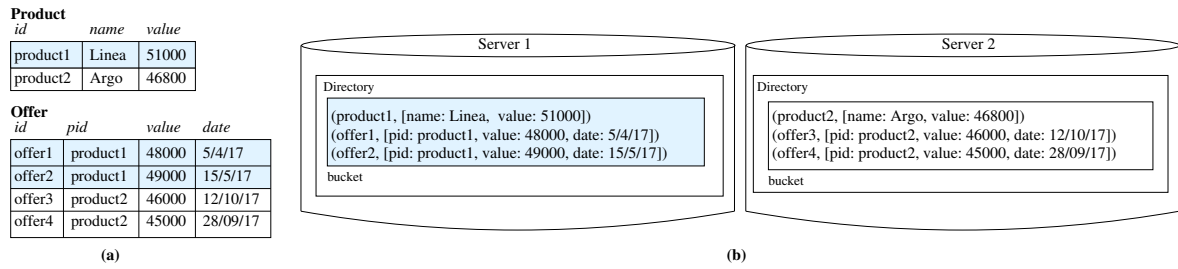 Product
id name value
product1 Linea 51000
product2 Argo 46800
Offer
id pid value date
offer1 product1 48000 5/4/17
offer2 product1 49000 15/5/17
offer3 product2 46000 12/10/17
offer4 product2 45000 28/09/17
(a)
Server 1
Directory
(product1, [name: Linea, value: 51000])
(offer1, [pid: product1, value: 48000, date: 5/4/17])
(offer2, [pid: product1, value: 49000, date: 15/5/17])
bucket
Server 2
Directory
(product2, [name: Argo, value: 46800])
(offer3, [pid: product2, value: 46000, date: 12/10/17])
(offer4, [pid: product2, value: 45000, date: 28/09/17])
bucket
(b)